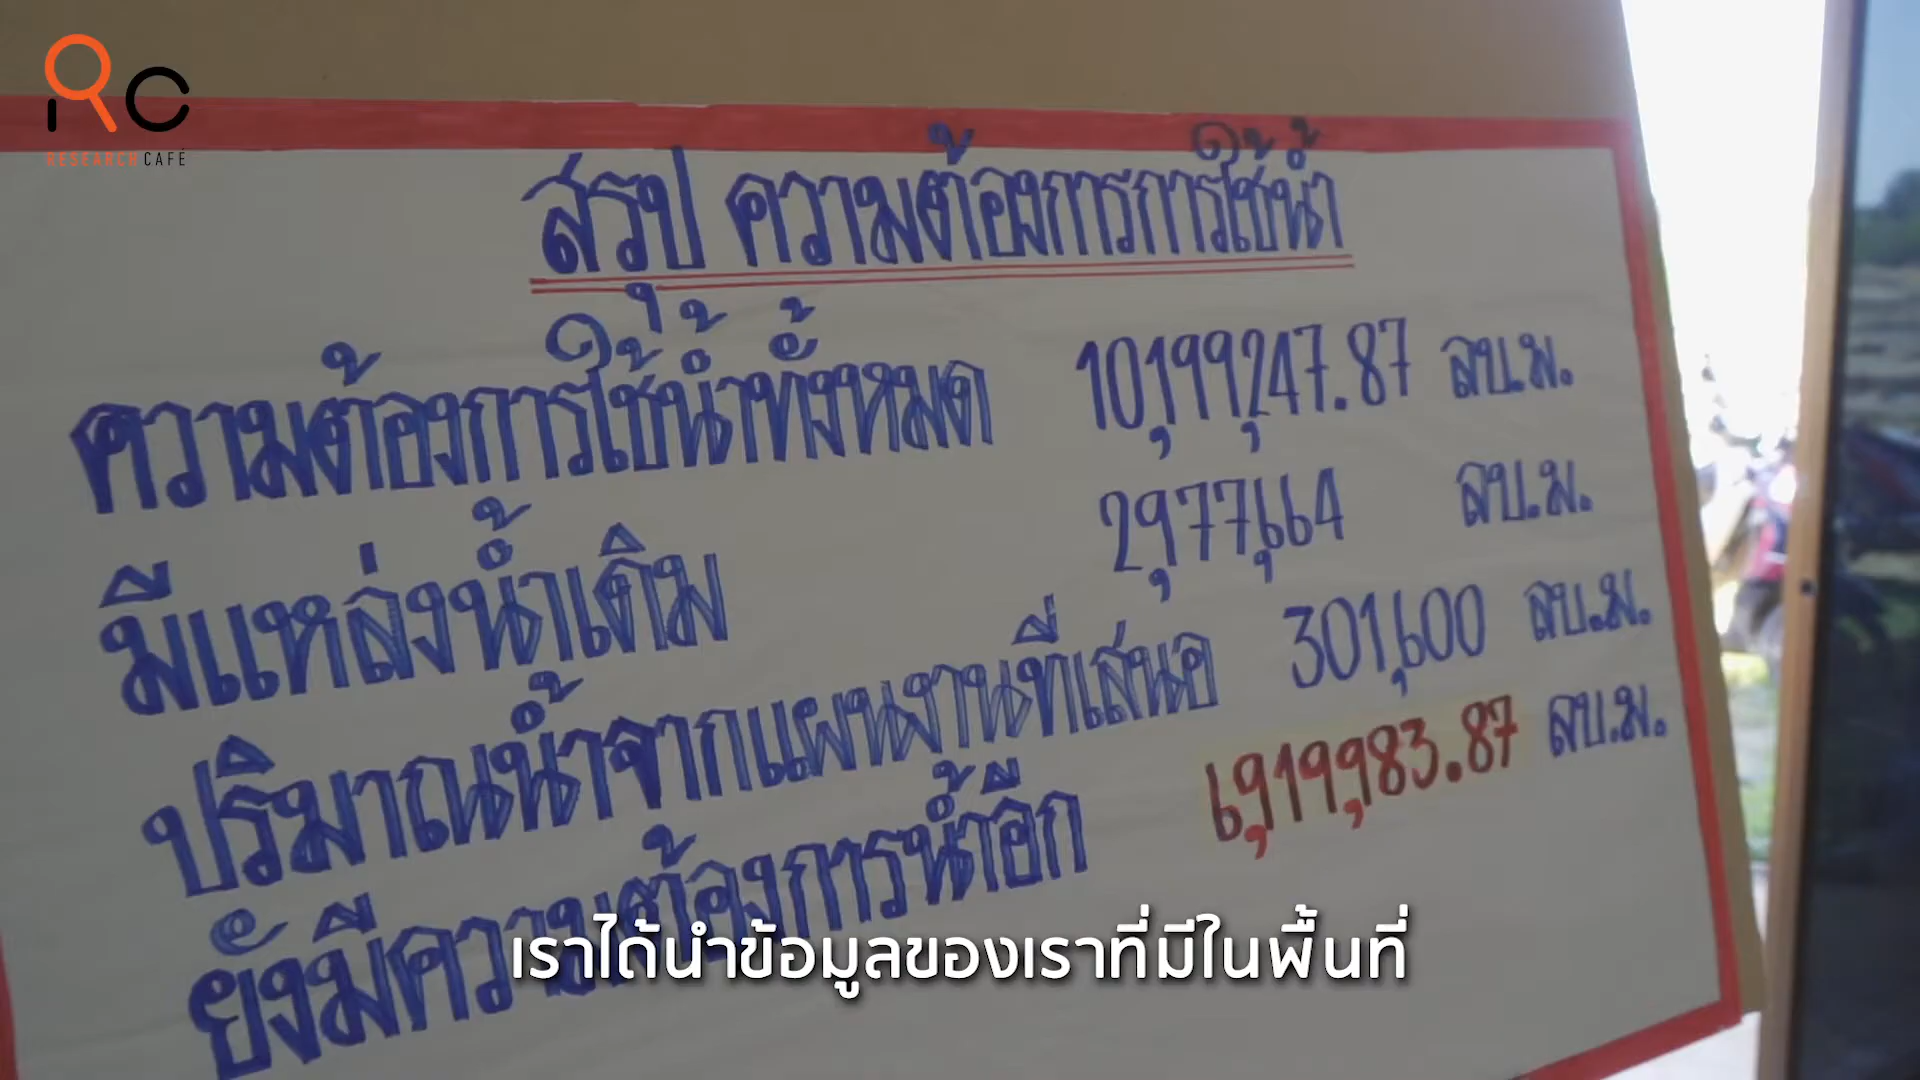 RC
RESEARCH CAFÉ
สรุป ความต้องการการใช้น้ำ
ความต้องการใช้น้ำทั้งหมด 10,199,247.87 ลบ.ม.
มีแหล่งน้ำเดิม 2,977,664 ลบ.ม.
ปริมาณน้ำจากแผนงานที่เสนอ 301,600 ลบ.ม.
ยังมีความต้องการน้ำอีก 6,919,983.87 ลบ.ม.
เราได้นำข้อมูลของเราที่มีในพื้นที่